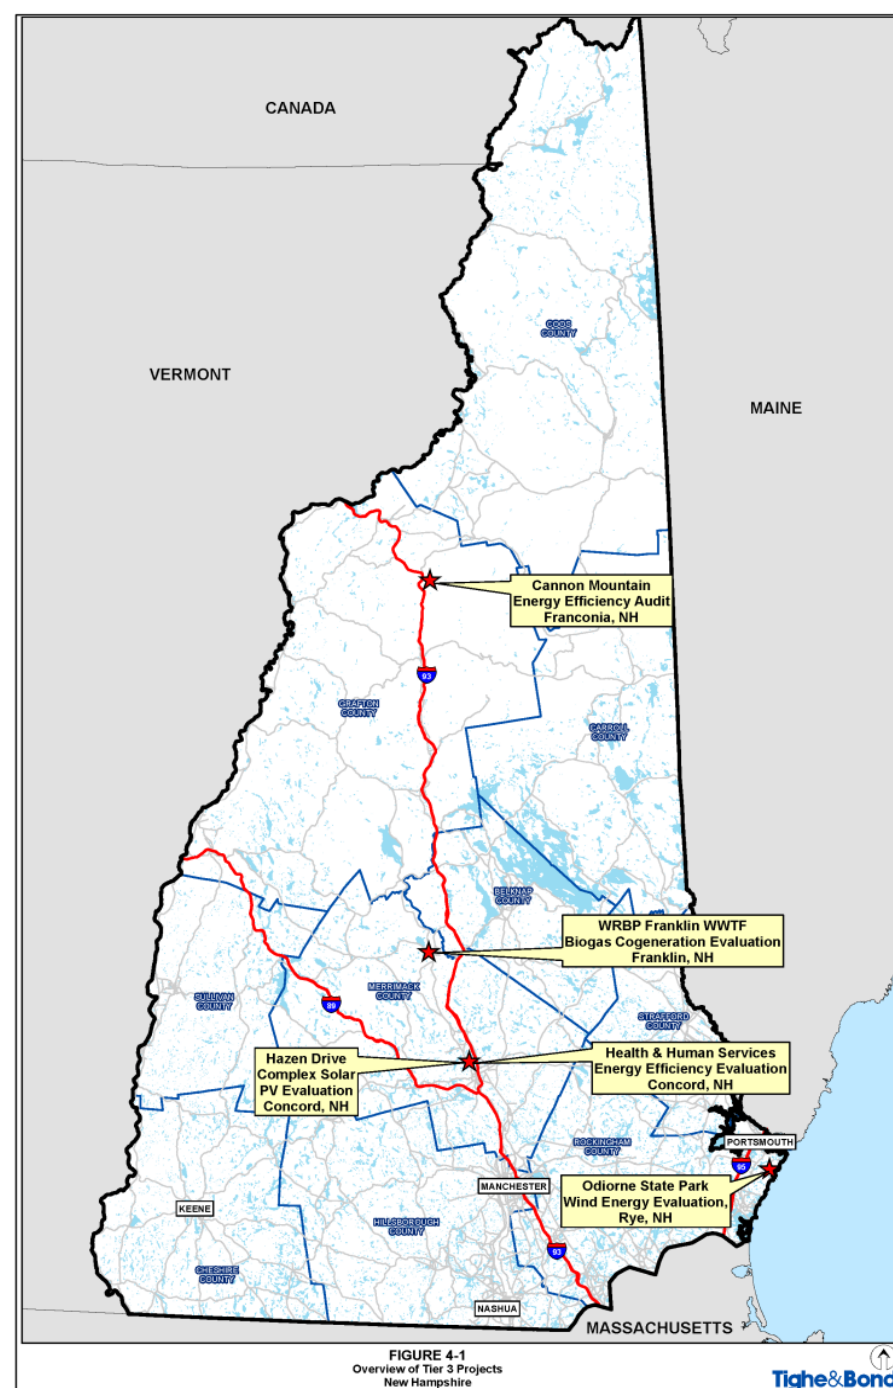 CANADA
VERMONT
MAINE
COOS
COUNTY
Cannon Mountain
Energy Efficiency Audit
Franconia, NH
93
GRAFTON
COUNTY
CARROLL
COUNTY
BELKNAP
COUNTY
WRBP Franklin WWTF
Biogas Cogeneration Evaluation
Franklin, NH
SULLIVAN
COUNTY
MERRIMACK
COUNTY
89
STRAFFORD
COUNTY
Hazen Drive
Complex Solar
PV Evaluation
Concord, NH
Health & Human Services
Energy Efficiency Evaluation
Concord, NH
ROCKINGHAM
COUNTY
PORTSMOUTH
95
MANCHESTER
Odiorne State Park
Wind Energy Evaluation,
Rye, NH
KEENE
HILLSBOROUGH
COUNTY
93
CHESHIRE
COUNTY
NASHUA
MASSACHUSETTS
FIGURE 4-1
Overview of Tier 3 Projects
New Hampshire
Tighe&Bond